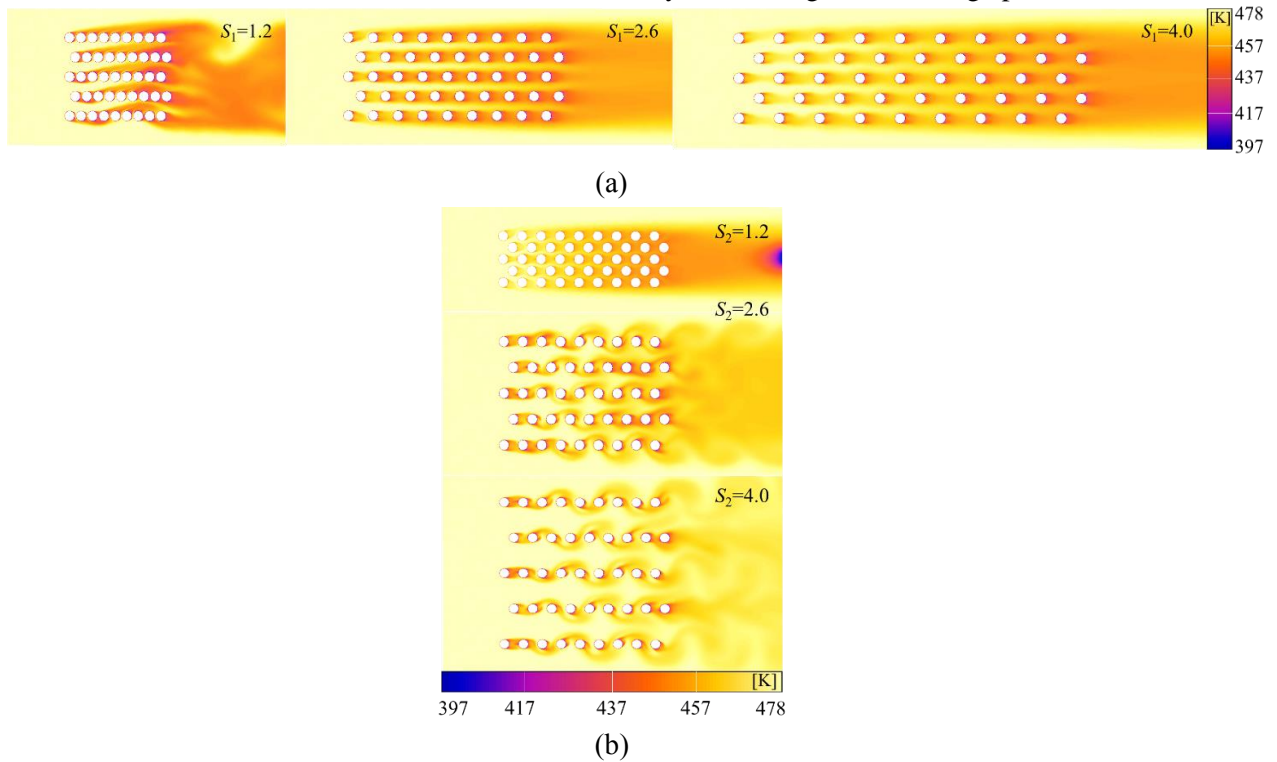 S1=1.2
S1=2.6
S1=4.0
[K] 478
457
437
417
397
(a)
S2=1.2
S2=2.6
S2=4.0
[K]
397 417 437 457 478
(b)